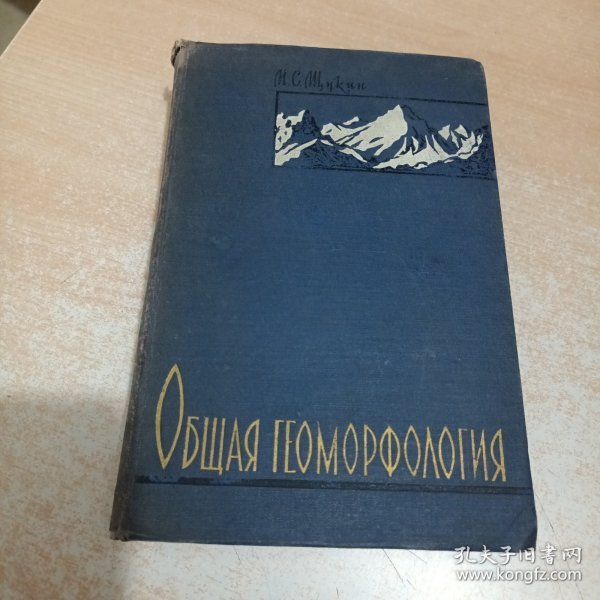 И.С. Щукин
ОБЩАЯ ГЕОМОРФОЛОГИЯ
孔夫子旧书网
www.kongfz.com